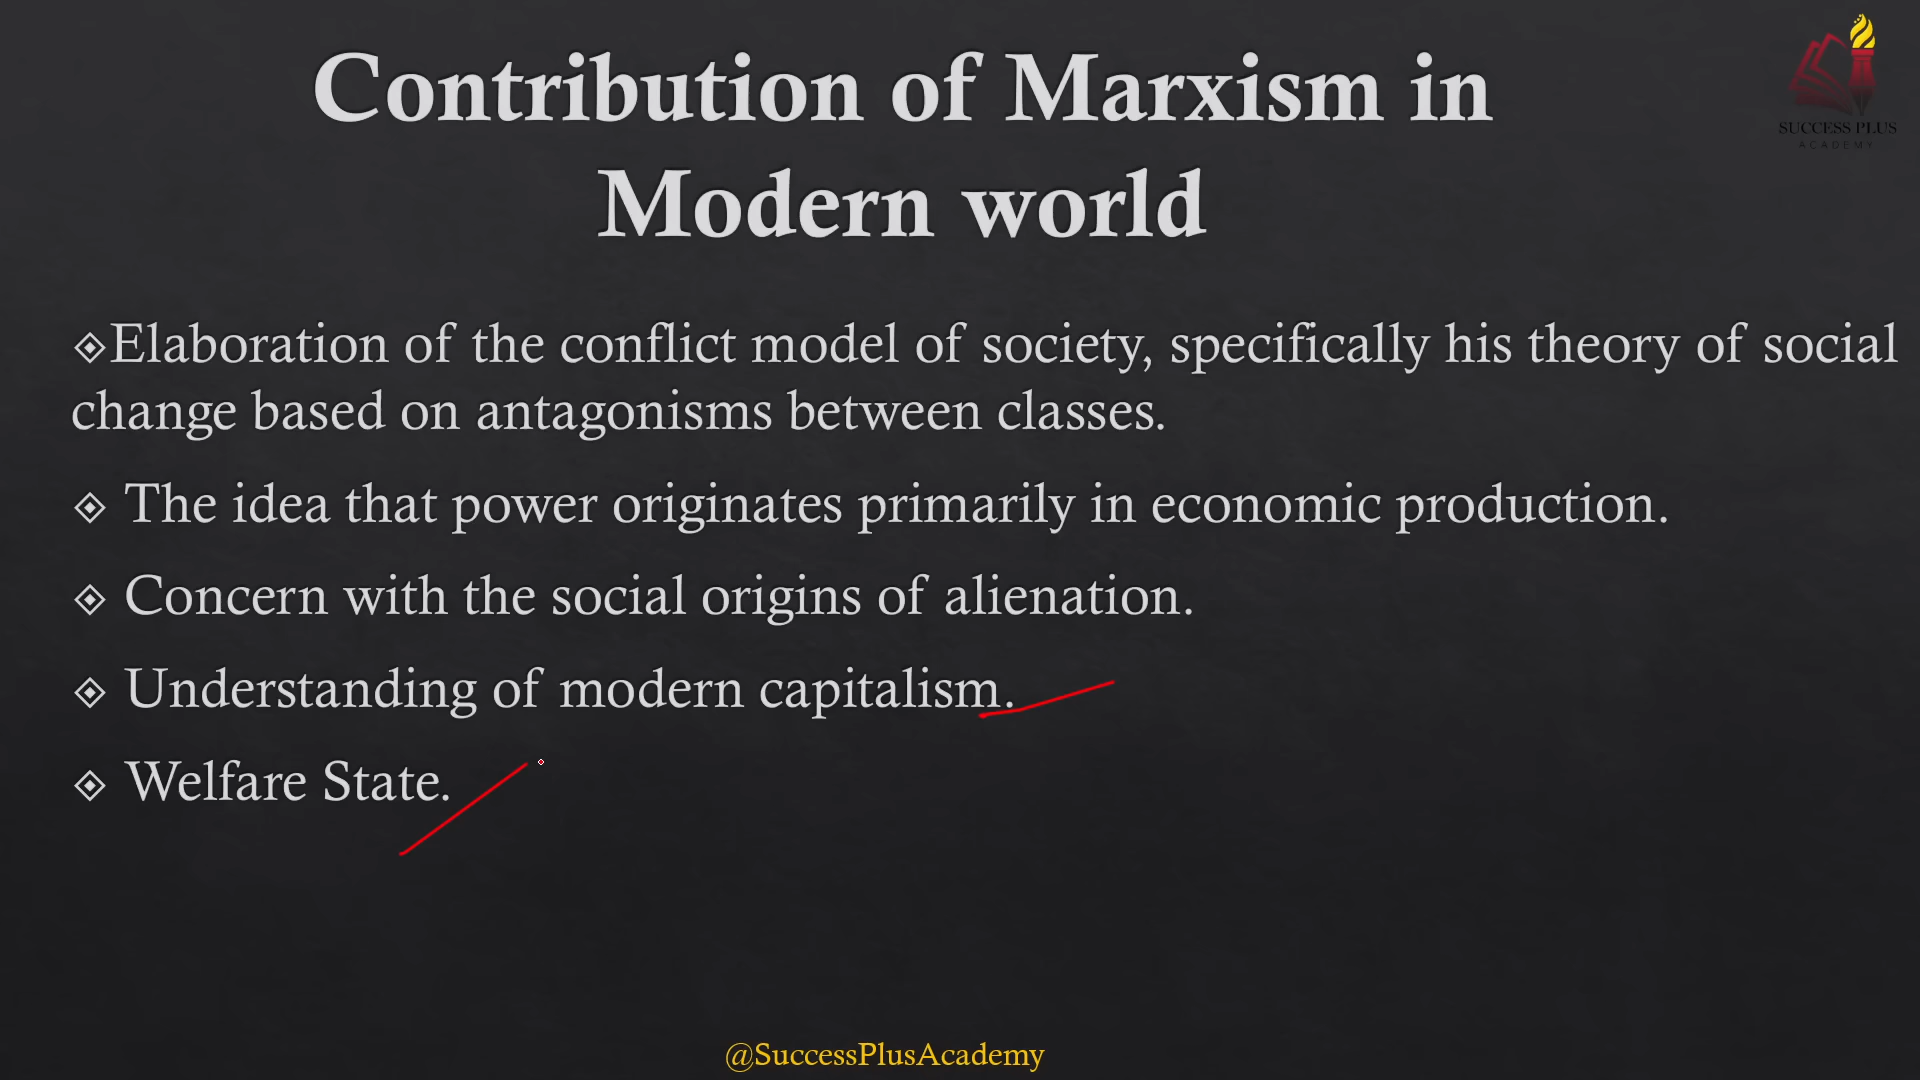 Contribution of Marxism in
Modern world
SUCCESS PLUS
ACADEMY
Elaboration of the conflict model of society, specifically his theory of social
change based on antagonisms between classes.
The idea that power originates primarily in economic production.
Concern with the social origins of alienation.
Understanding of modern capitalism.
Welfare State.
@SuccessPlusAcademy